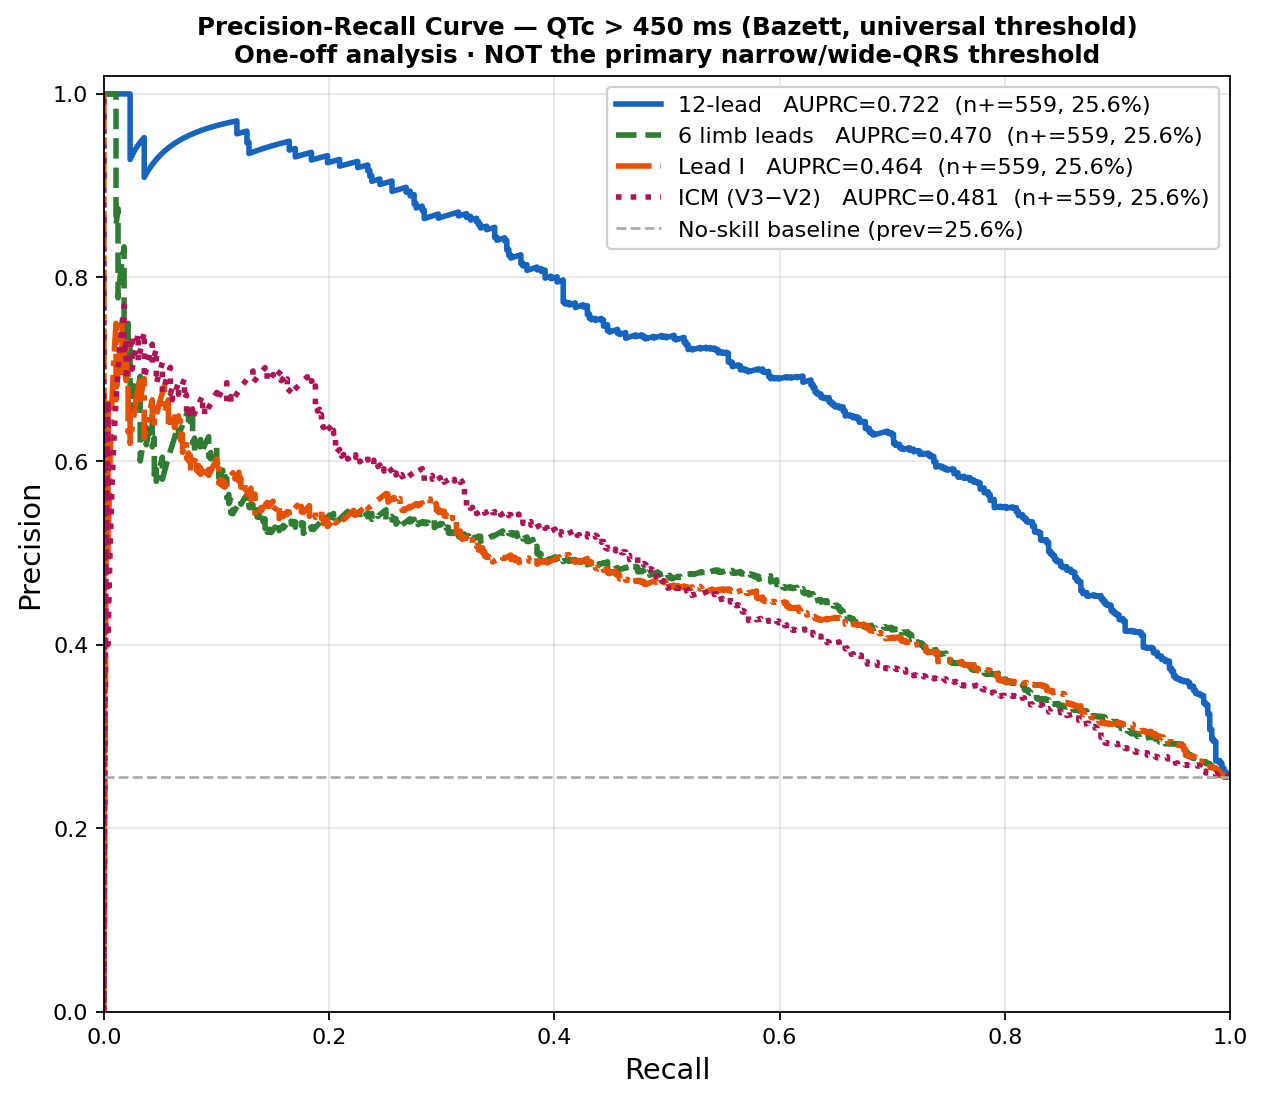 Precision-Recall Curve — QTc > 450 ms (Bazett, universal threshold)
One-off analysis · NOT the primary narrow/wide-QRS threshold
12-lead   AUPRC=0.722  (n+=559, 25.6%)
6 limb leads   AUPRC=0.470  (n+=559, 25.6%)
Lead I   AUPRC=0.464  (n+=559, 25.6%)
ICM (V3−V2)   AUPRC=0.481  (n+=559, 25.6%)
No-skill baseline (prev=25.6%)
Precision
1.0
0.8
0.6
0.4
0.2
0.0
0.0 0.2 0.4 0.6 0.8 1.0
Recall